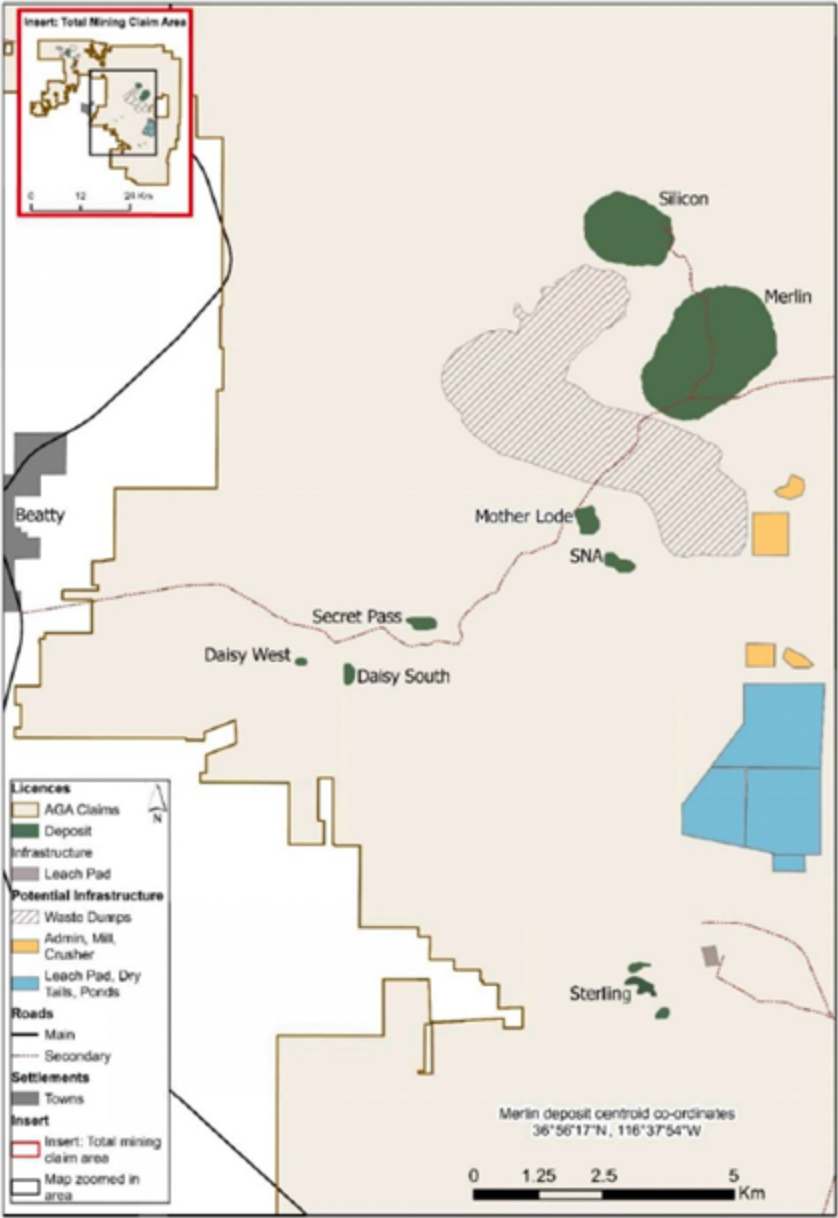 Insert: Total Mining Claim Area
0 12 24 Km
Silicon
Merlin
Beatty
Mother Lode
SNA
Secret Pass
Daisy West
Daisy South
Licences
AGA Claims
Deposit
N
Infrastructure
Leach Pad
Potential Infrastructure
Waste Dumps
Admin, Mill,
Crusher
Leach Pad, Dry
Tails, Ponds
Roads
Main
Secondary
Settlements
Towns
Insert
Insert: Total mining
claim area
Map zoomed in
area
Sterling
Merlin deposit centroid co-ordinates
36°56'17"N, 116°37'54"W
0 1.25 2.5 5
Km